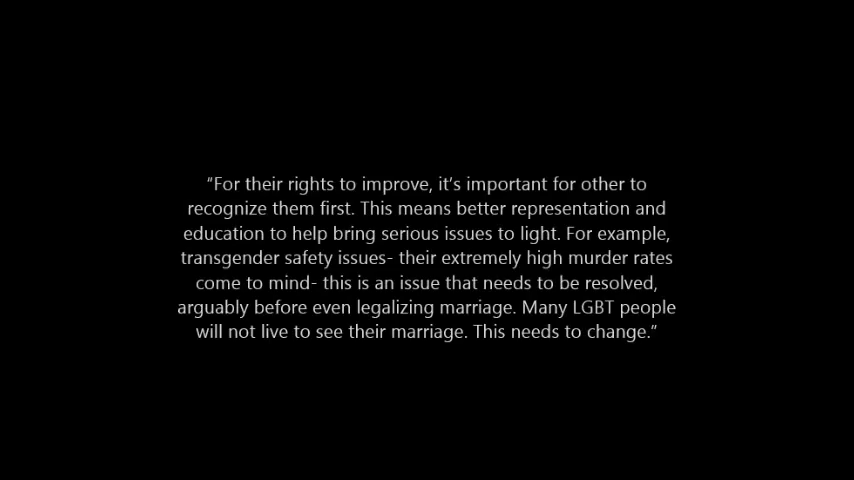 “For their rights to improve, it’s important for other to
recognize them first. This means better representation and
education to help bring serious issues to light. For example,
transgender safety issues- their extremely high murder rates
come to mind- this is an issue that needs to be resolved,
arguably before even legalizing marriage. Many LGBT people
will not live to see their marriage. This needs to change.”